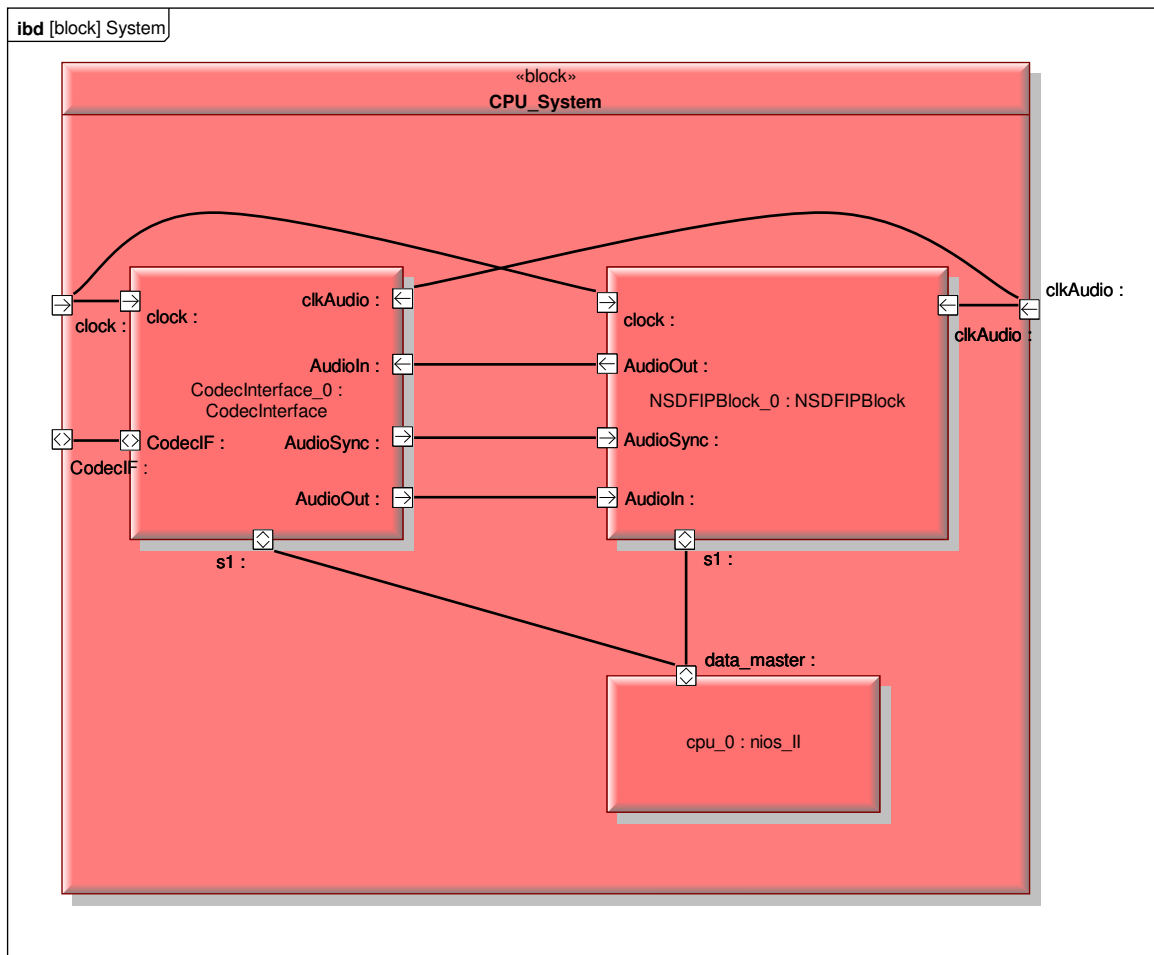 ibd [block] System
«block»
CPU_System
clkAudio :
clock :
clock :
clkAudio :
clock :
clkAudio :
AudioIn :
AudioOut :
CodecInterface_0 :
CodecInterface
NSDFIPBlock_0 : NSDFIPBlock
CodecIF :
CodecIF :
AudioSync :
AudioSync :
AudioOut :
AudioIn :
s1 :
s1 :
data_master :
cpu_0 : nios_II